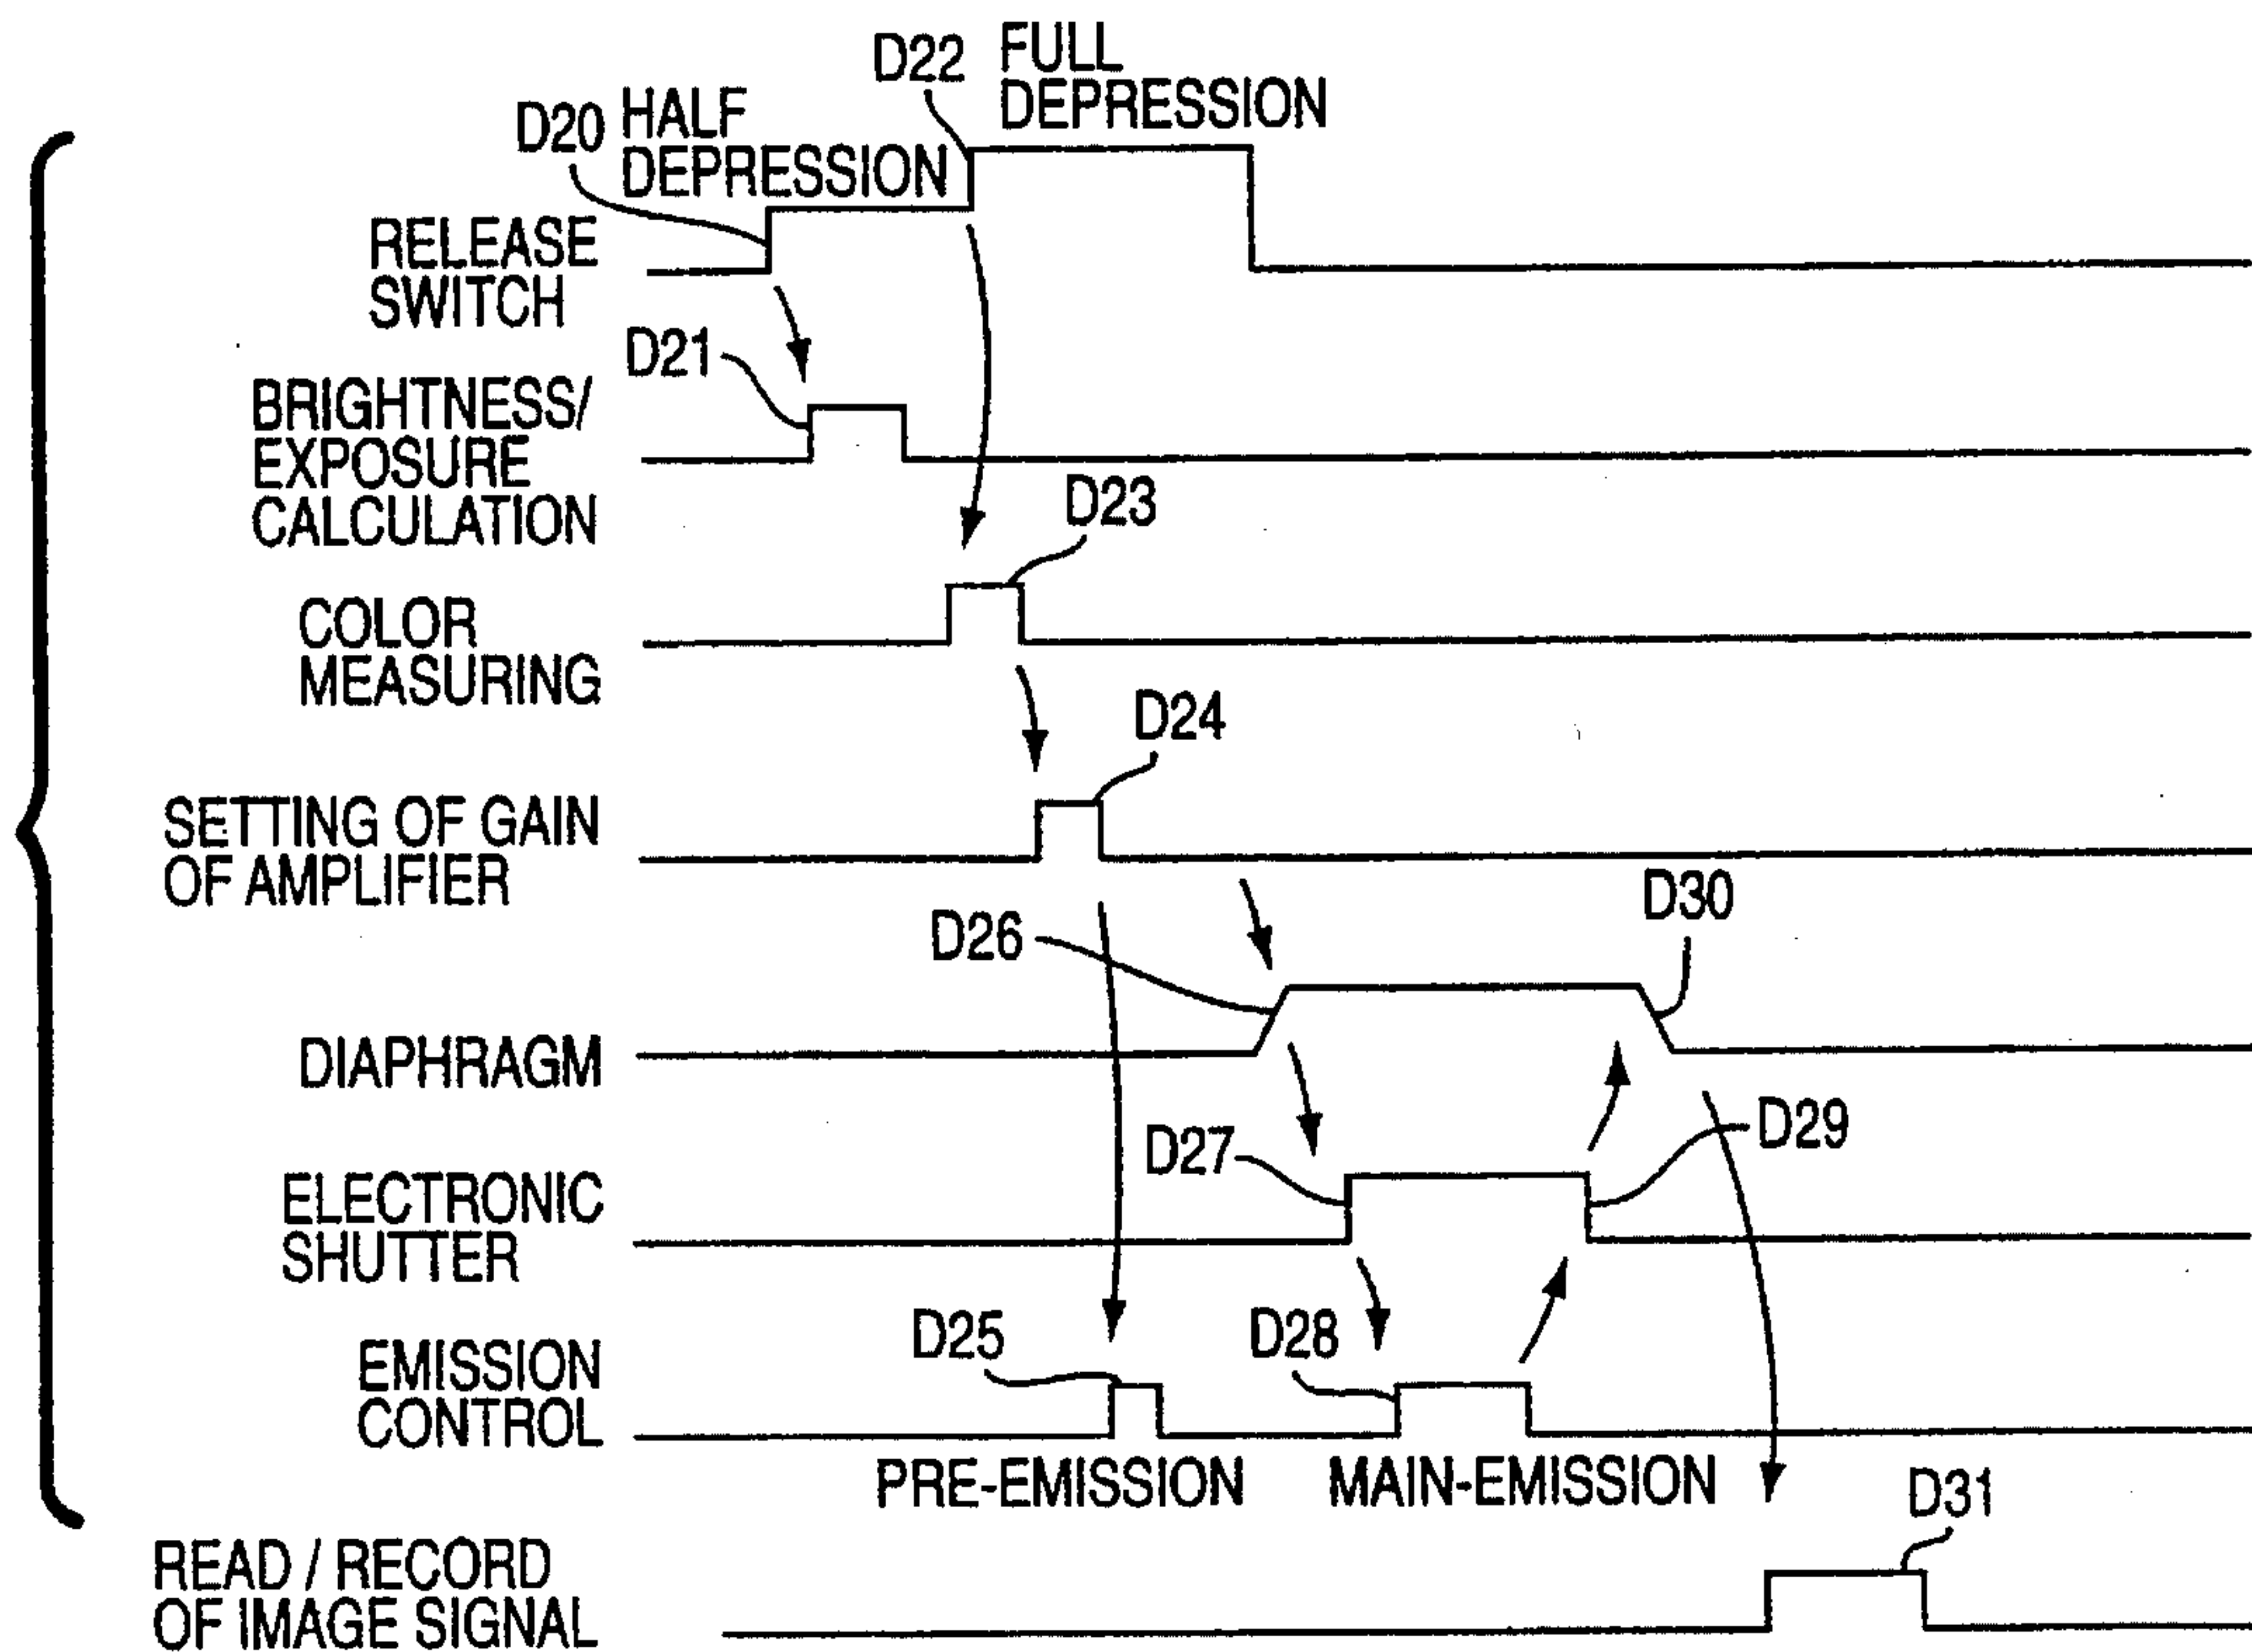 D22 FULL
DEPRESSION
D20 HALF
DEPRESSION
RELEASE
SWITCH
D21
BRIGHTNESS/
EXPOSURE
CALCULATION
D23
COLOR
MEASURING
D24
SETTING OF GAIN
OF AMPLIFIER
D30
D26
DIAPHRAGM
D29
D27
ELECTRONIC
SHUTTER
D25
D28
EMISSION
CONTROL
PRE-EMISSION
MAIN-EMISSION
D31
READ / RECORD
OF IMAGE SIGNAL